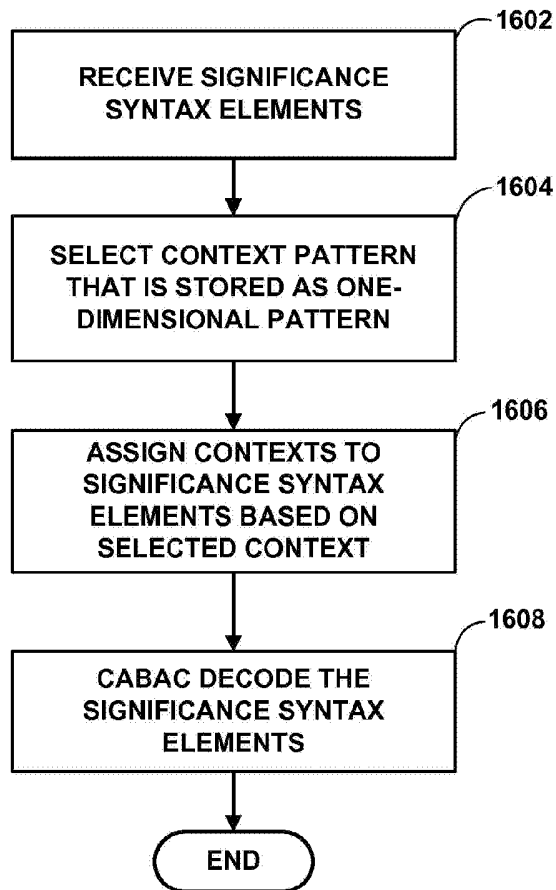 1602
RECEIVE SIGNIFICANCE
SYNTAX ELEMENTS
1604
SELECT CONTEXT PATTERN
THAT IS STORED AS ONE-
DIMENSIONAL PATTERN
1606
ASSIGN CONTEXTS TO
SIGNIFICANCE SYNTAX
ELEMENTS BASED ON
SELECTED CONTEXT
1608
CABAC DECODE THE
SIGNIFICANCE SYNTAX
ELEMENTS
END